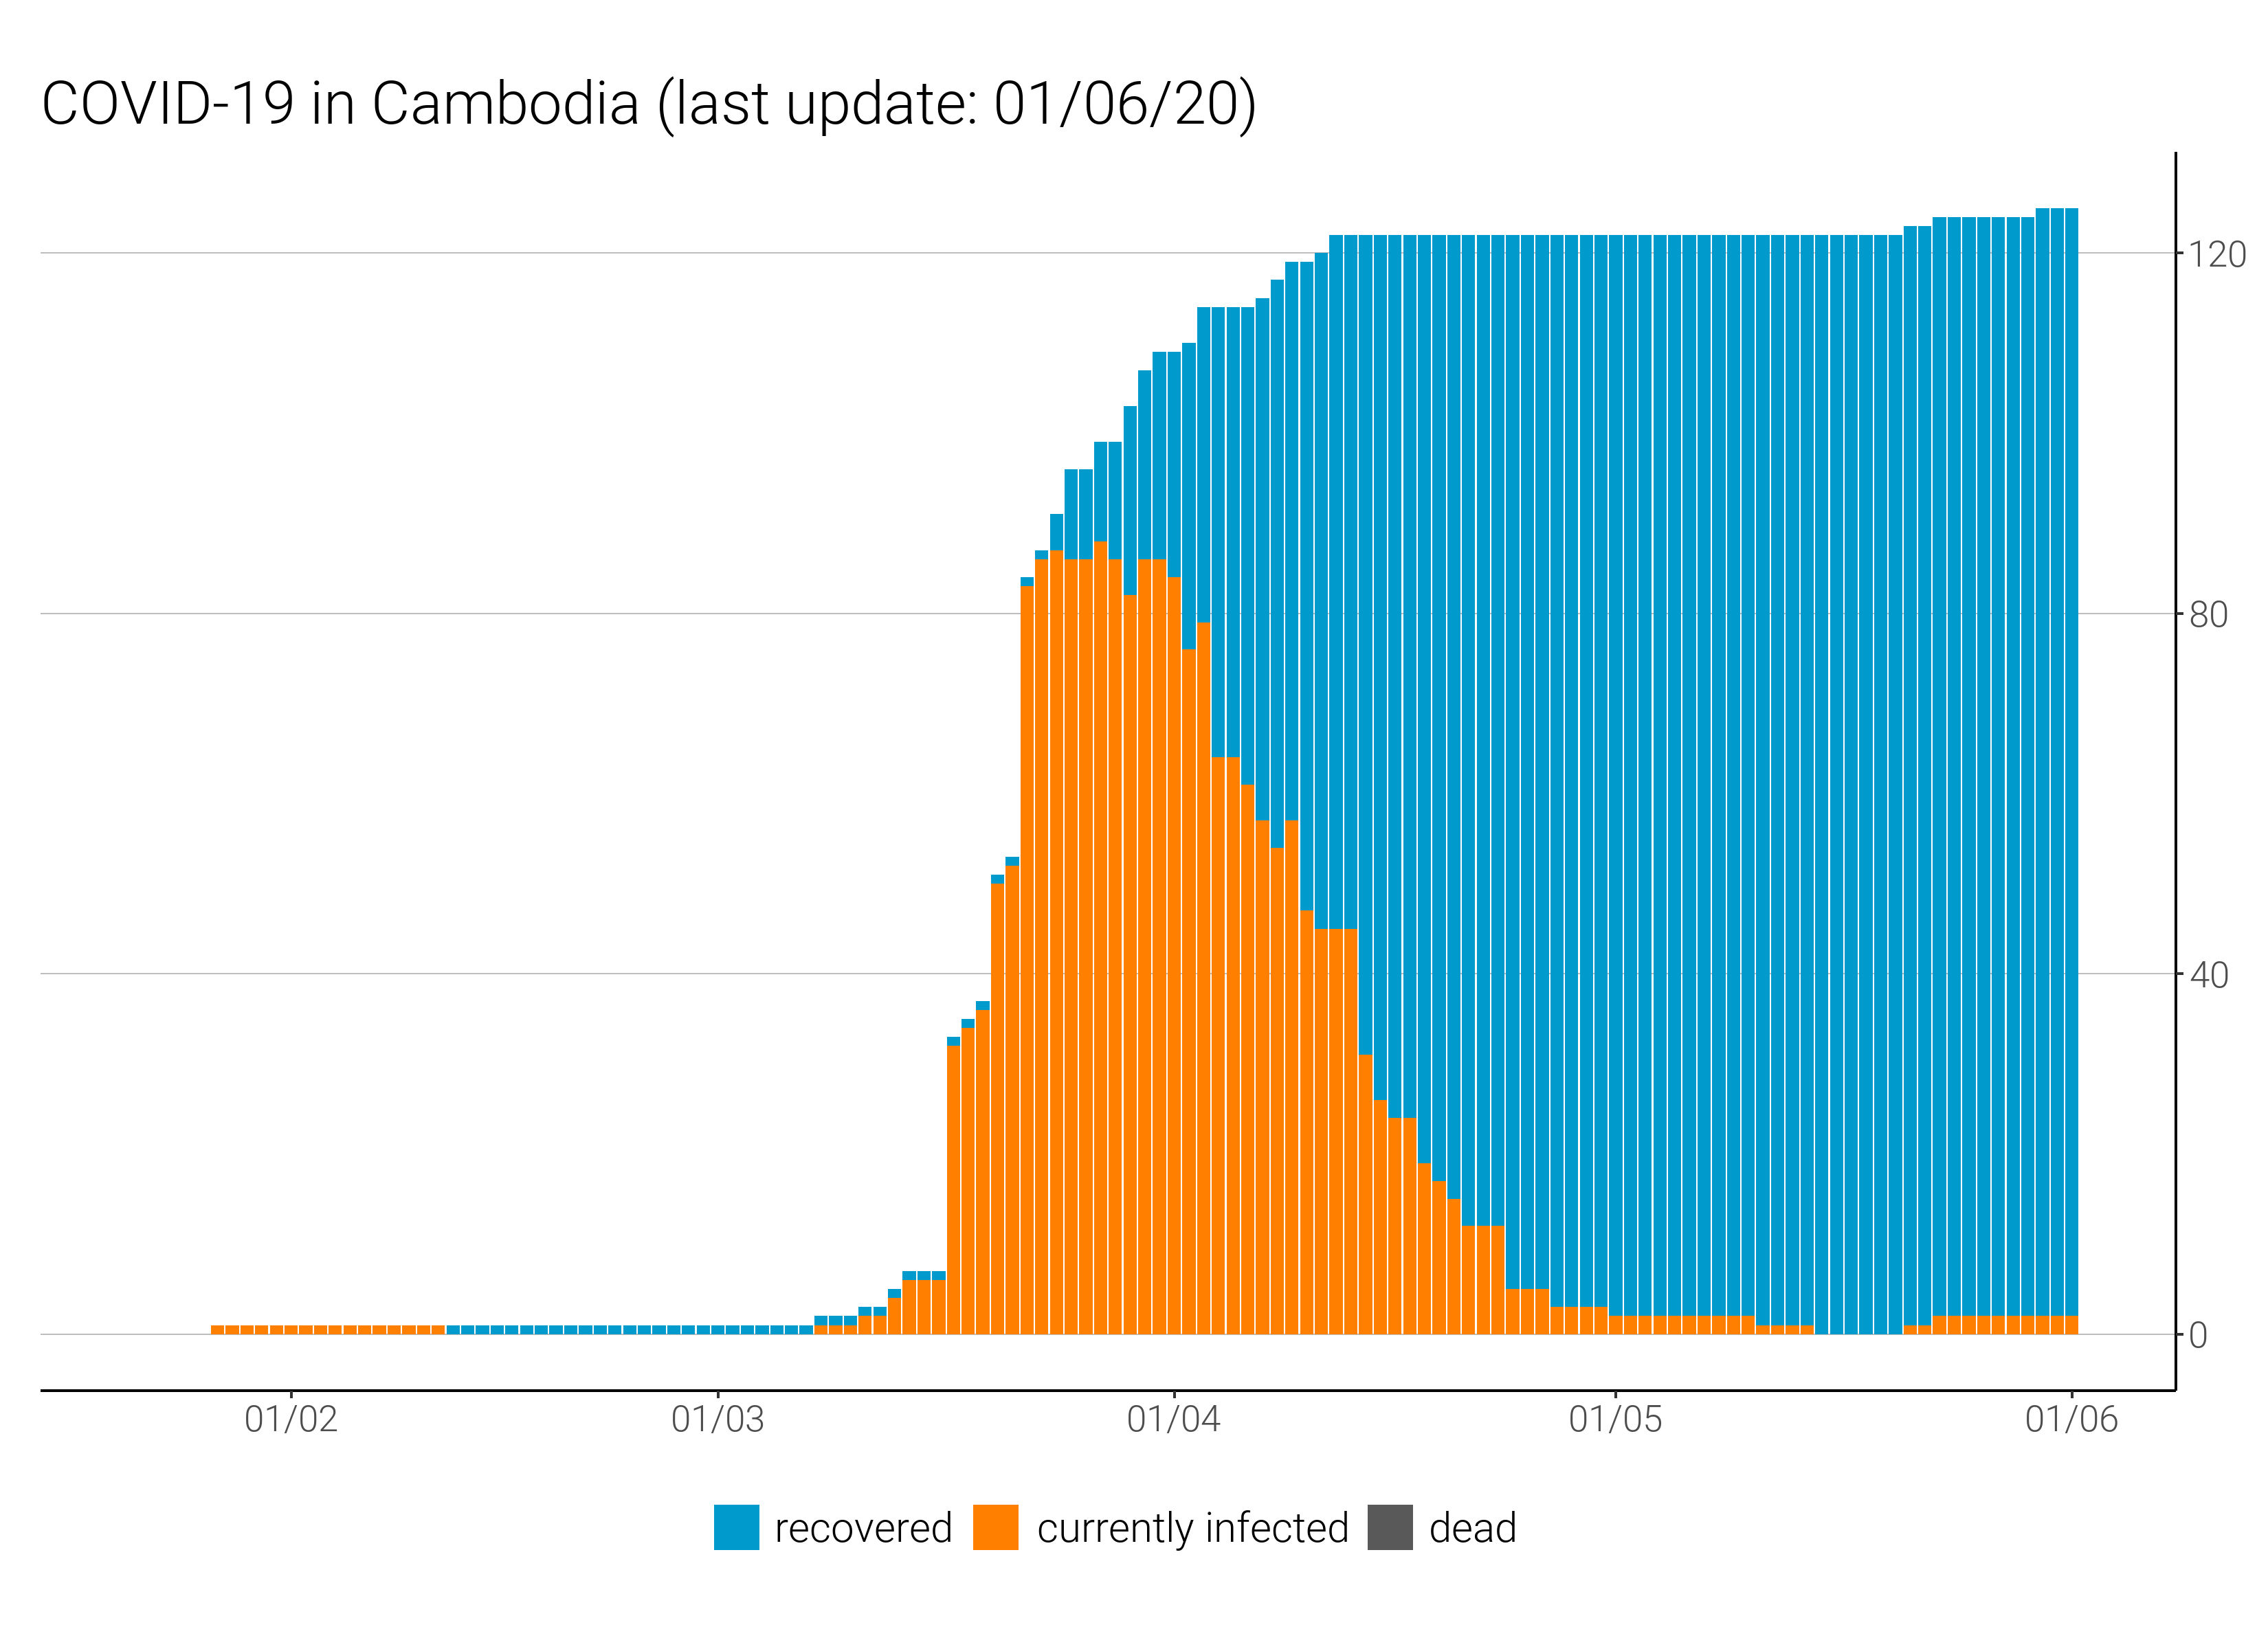 COVID-19 in Cambodia (last update: 01/06/20)
120
80
40
0
01/02 01/03 01/04 01/05 01/06
recovered currently infected dead